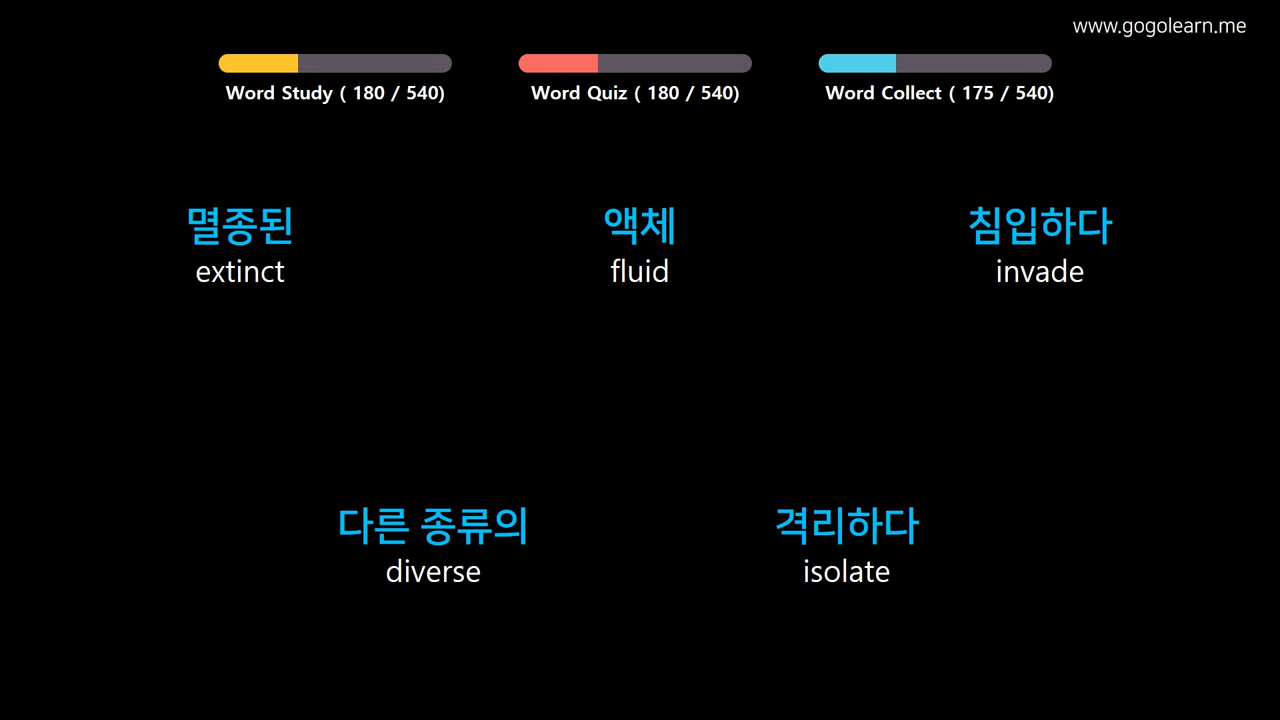 www.gogolearn.me
Word Study ( 180 / 540)
Word Quiz ( 180 / 540)
Word Collect ( 175 / 540)
멸종된
extinct
액체
fluid
침입하다
invade
다른 종류의
diverse
격리하다
isolate